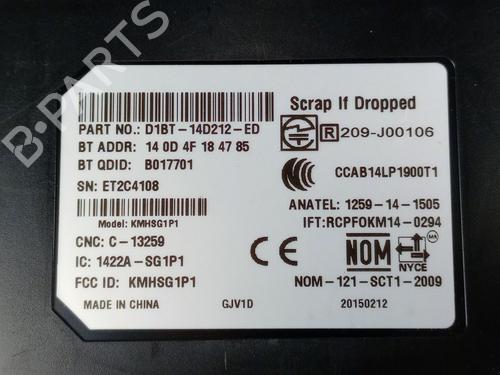 B-PARTS
Scrap If Dropped
PART NO.: D1BT-14D212-ED
R 209-J00106
BT ADDR: 14 0D 4F 18 47 85
BT QDID: B017701
CCAB14LP1900T1
SN: ET2C4108
ANATEL: 1259-14-1505
Model: KMHSG1P1
IFT:RCPFOKM14-0294
CNC: C-13259
CE
NOM
NYCE
IC: 1422A-SG1P1
FCC ID: KMHSG1P1
NOM-121-SCT1-2009
MADE IN CHINA
GJV1D
20150212